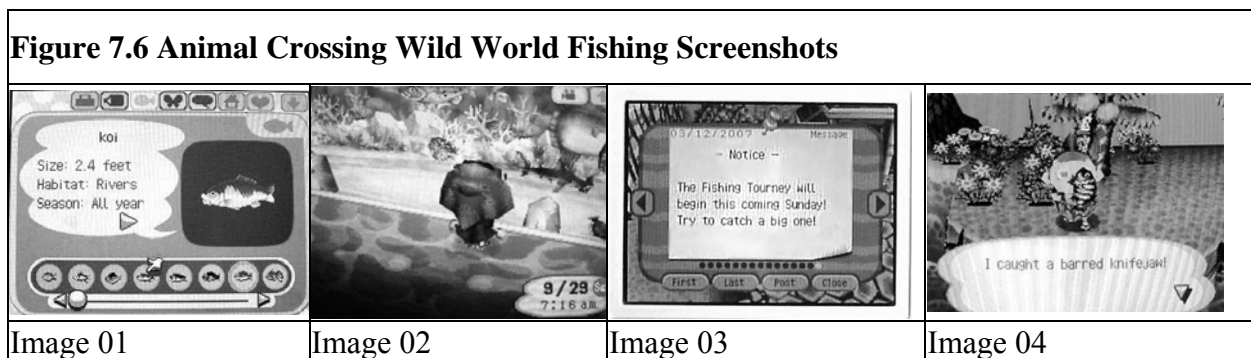 Figure 7.6 Animal Crossing Wild World Fishing Screenshots
koi
Size: 2.4 feet
Habitat: Rivers
Season: All year
9/29
7:16 am
03/12/2007 Message
- Notice -
The Fishing Tourney will
begin this coming Sunday!
Try to catch a big one!
First Last Post Close
I caught a barred knifejaw!
Image 01
Image 02
Image 03
Image 04